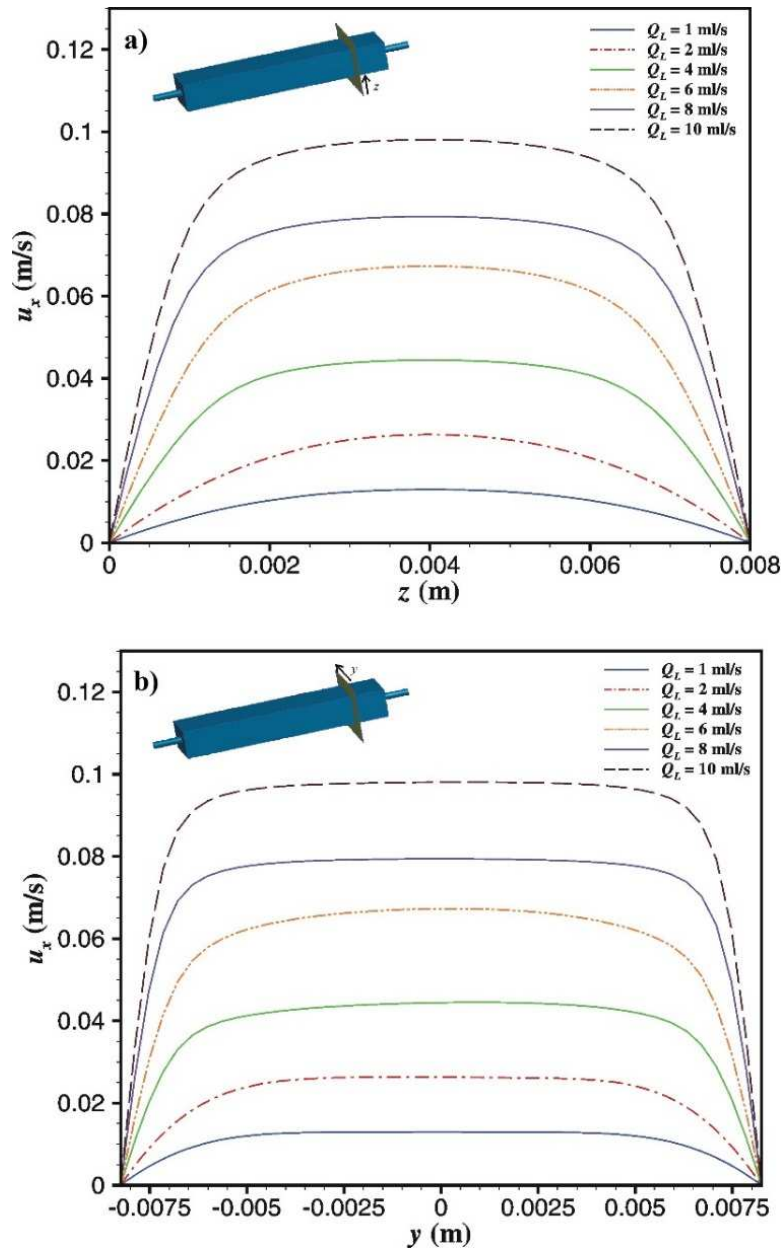 a)
z
Q_L = 1 ml/s
Q_L = 2 ml/s
Q_L = 4 ml/s
Q_L = 6 ml/s
Q_L = 8 ml/s
Q_L = 10 ml/s
0.12
0.1
0.08
0.06
0.04
0.02
0
u_x (m/s)
0 0.002 0.004 0.006 0.008
z (m)
b)
y
Q_L = 1 ml/s
Q_L = 2 ml/s
Q_L = 4 ml/s
Q_L = 6 ml/s
Q_L = 8 ml/s
Q_L = 10 ml/s
0.12
0.1
0.08
0.06
0.04
0.02
0
u_x (m/s)
-0.0075 -0.005 -0.0025 0 0.0025 0.005 0.0075
y (m)